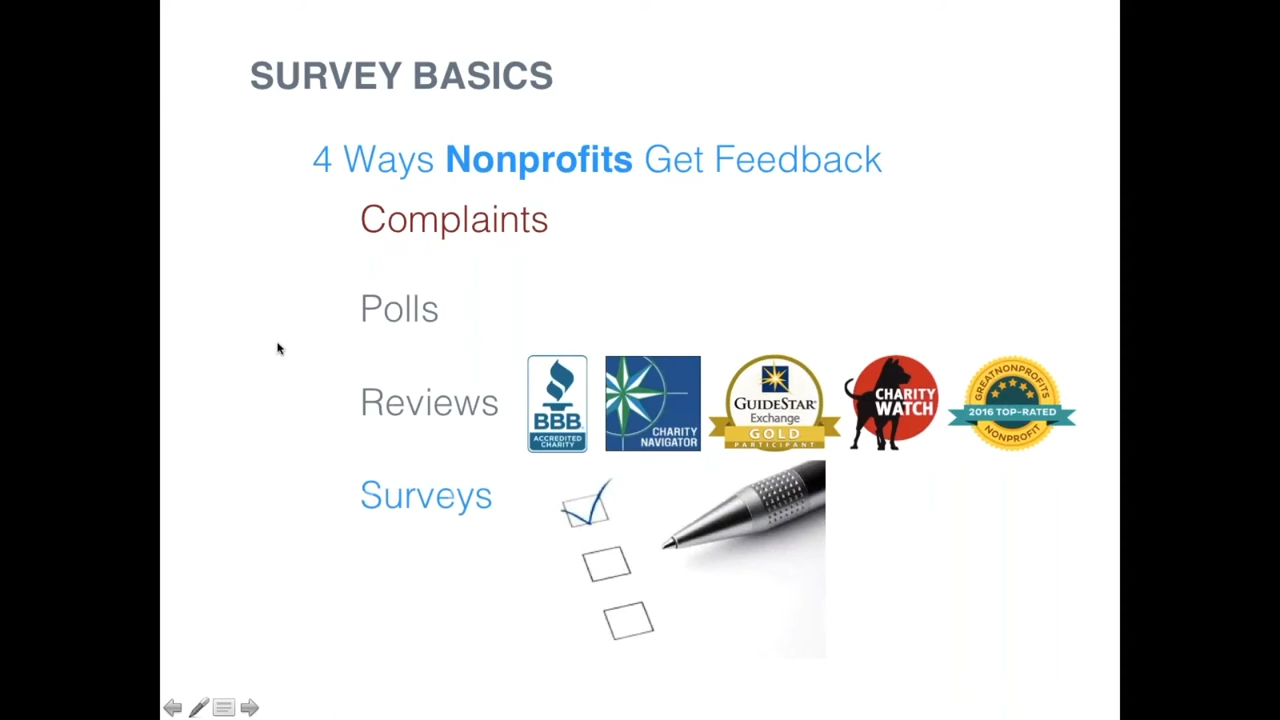 SURVEY BASICS
4 Ways Nonprofits Get Feedback
Complaints
Polls
Reviews
BBB
ACCREDITED
CHARITY
CHARITY
NAVIGATOR
GUIDESTAR
Exchange
GOLD
PARTICIPANT
CHARITY
WATCH
GREATNONPROFITS
2016 TOP-RATED
NONPROFIT
Surveys